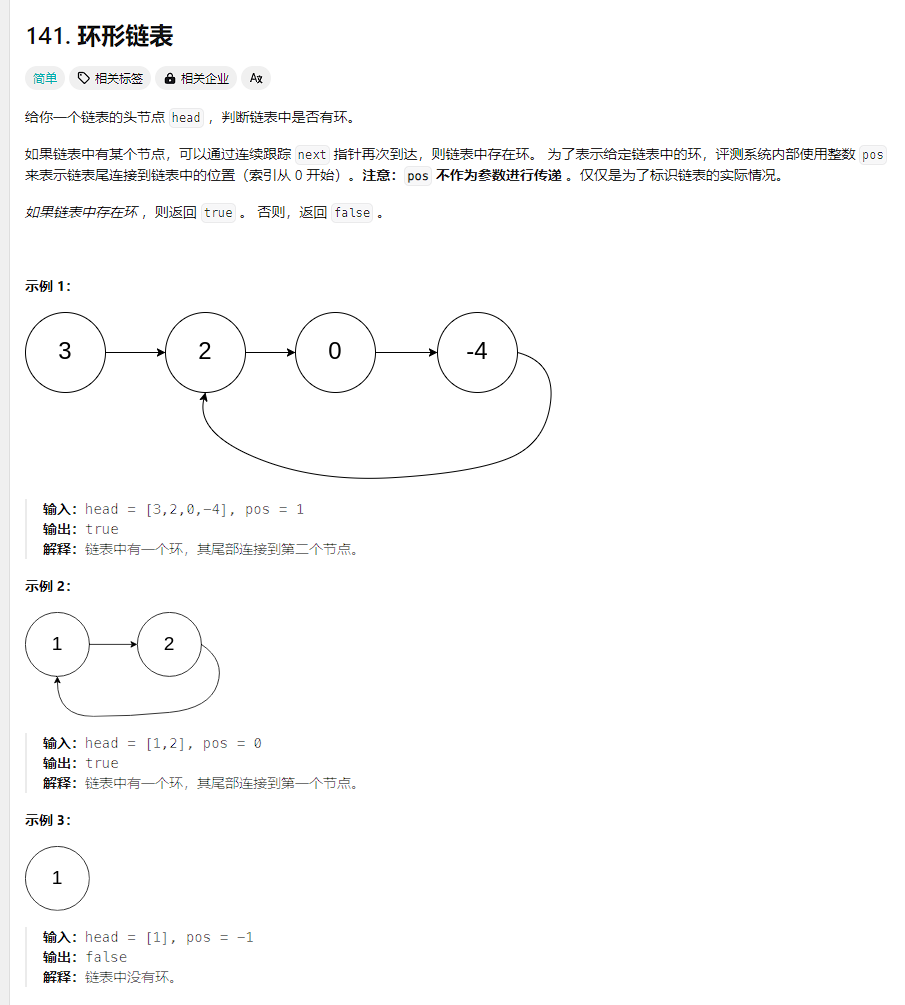 141. 环形链表
简单 相关标签 相关企业 Aあ
给你一个链表的头节点 head ，判断链表中是否有环。
如果链表中有某个节点，可以通过连续跟踪 next 指针再次到达，则链表中存在环。 为了表示给定链表中的环，评测系统内部使用整数 pos
来表示链表尾连接到链表中的位置（索引从 0 开始）。注意：pos 不作为参数进行传递 。仅仅是为了标识链表的实际情况。
如果链表中存在环 ，则返回 true 。 否则，返回 false 。
示例 1：
3 2 0 -4
输入：head = [3,2,0,-4], pos = 1
输出：true
解释：链表中有一个环，其尾部连接到第二个节点。
示例 2：
1 2
输入：head = [1,2], pos = 0
输出：true
解释：链表中有一个环，其尾部连接到第一个节点。
示例 3：
1
输入：head = [1], pos = -1
输出：false
解释：链表中没有环。